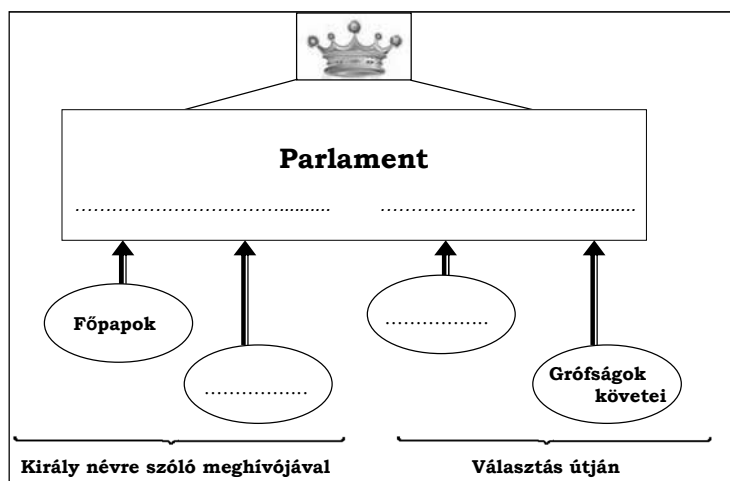 Parlament
........................................ ........................................
Főpapok
..................
..................
Grófságok
követei
Király névre szóló meghívójával
Választás útján